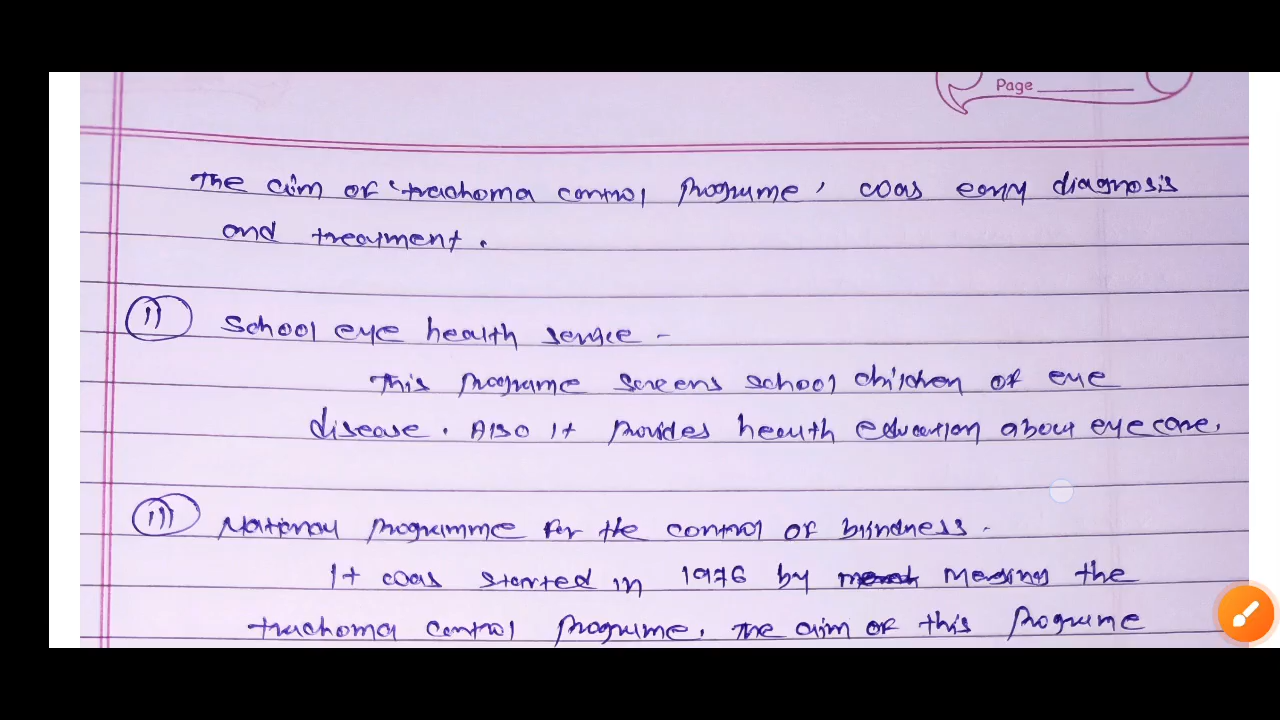 Page
The aim of 'trachoma control Programe' was early diagnosis
and treatment.
ii School eye health service -
This Programe screens school children of eye
disease. Also it provides health education about eye care.
iii National Programme for the control of blindness -
It was started in 1976 by Merging the
trachoma control Programe. The aim of this Programe